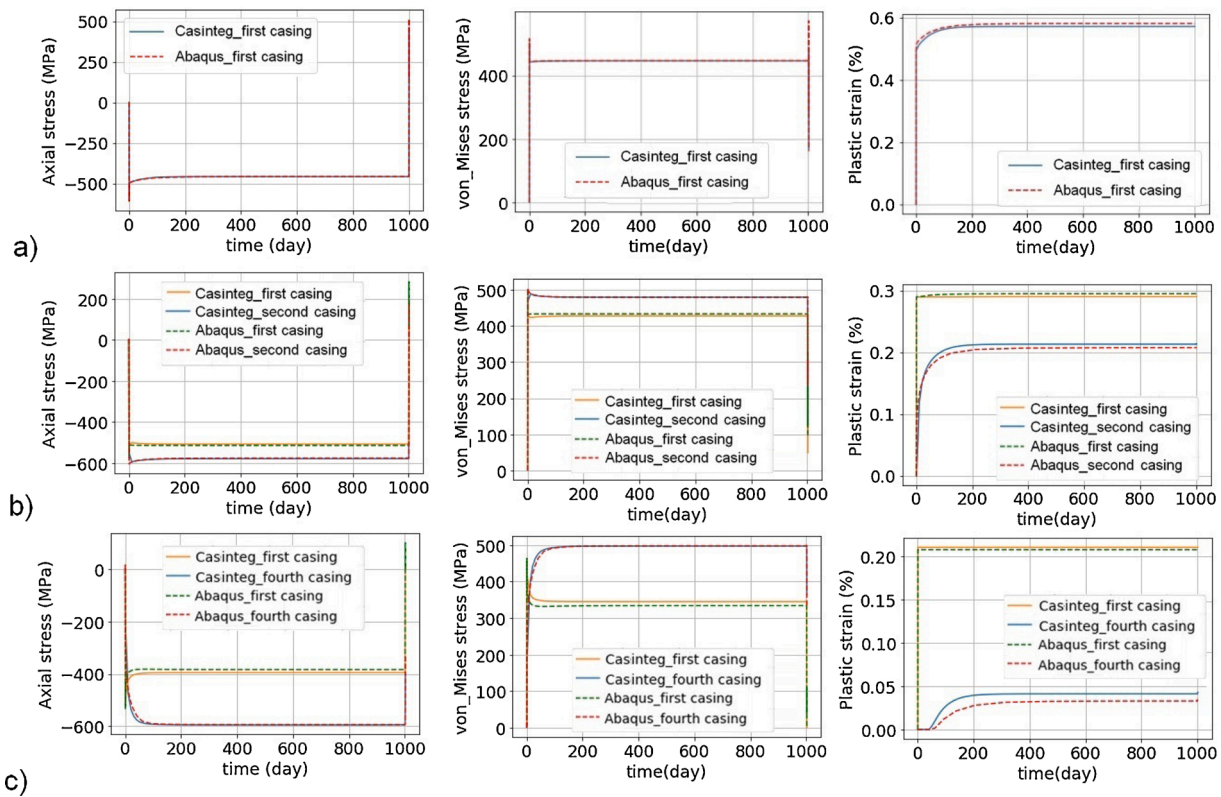 Axial stress (MPa)
500
250
0
−250
−500
Casinteg_first casing
Abaqus_first casing
0
200
400
600
800
1000
time (day)
von_Mises stress (MPa)
400
200
0
Casinteg_first casing
Abaqus_first casing
0
200
400
600
800
1000
time(day)
Plastic strain (%)
0.6
0.4
0.2
0.0
Casinteg_first casing
Abaqus_first casing
0
200
400
600
800
1000
time(day)
a)
Axial stress (MPa)
200
0
−200
−400
−600
Casinteg_first casing
Casinteg_second casing
Abaqus_first casing
Abaqus_second casing
0
200
400
600
800
1000
time (day)
von_Mises stress (MPa)
500
400
300
200
100
0
Casinteg_first casing
Casinteg_second casing
Abaqus_first casing
Abaqus_second casing
0
200
400
600
800
1000
time(day)
Plastic strain (%)
0.3
0.2
0.1
0.0
Casinteg_first casing
Casinteg_second casing
Abaqus_first casing
Abaqus_second casing
0
200
400
600
800
1000
time(day)
b)
Axial stress (MPa)
0
−200
−400
−600
Casinteg_first casing
Casinteg_fourth casing
Abaqus_first casing
Abaqus_fourth casing
0
200
400
600
800
1000
time (day)
von_Mises stress (MPa)
500
400
300
200
100
0
Casinteg_first casing
Casinteg_fourth casing
Abaqus_first casing
Abaqus_fourth casing
0
200
400
600
800
1000
time(day)
Plastic strain (%)
0.20
0.15
0.10
0.05
0.00
Casinteg_first casing
Casinteg_fourth casing
Abaqus_first casing
Abaqus_fourth casing
0
200
400
600
800
1000
time(day)
c)